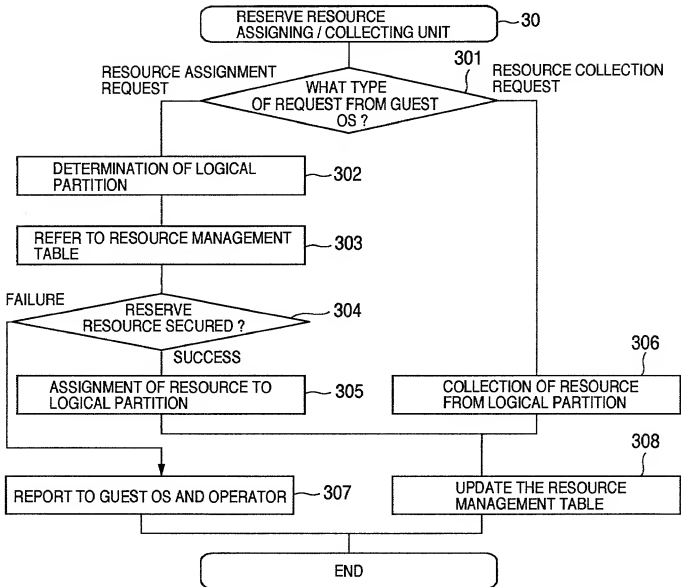 RESERVE RESOURCE
ASSIGNING / COLLECTING UNIT
30
301
RESOURCE ASSIGNMENT
REQUEST
WHAT TYPE
OF REQUEST FROM GUEST
OS ?
RESOURCE COLLECTION
REQUEST
DETERMINATION OF LOGICAL
PARTITION
302
REFER TO RESOURCE MANAGEMENT
TABLE
303
FAILURE
RESERVE
RESOURCE SECURED ?
304
SUCCESS
ASSIGNMENT OF RESOURCE TO
LOGICAL PARTITION
305
306
COLLECTION OF RESOURCE
FROM LOGICAL PARTITION
REPORT TO GUEST OS AND OPERATOR
307
308
UPDATE THE RESOURCE
MANAGEMENT TABLE
END